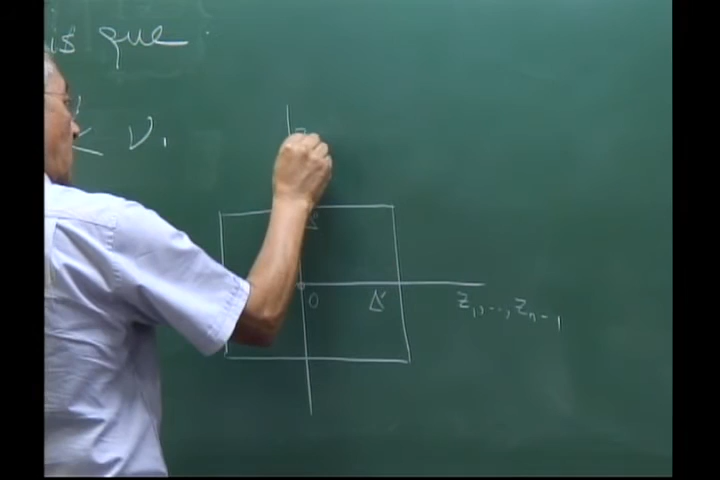 is que
< ν,
0
Δ'
z₁, ..., zₙ₋₁